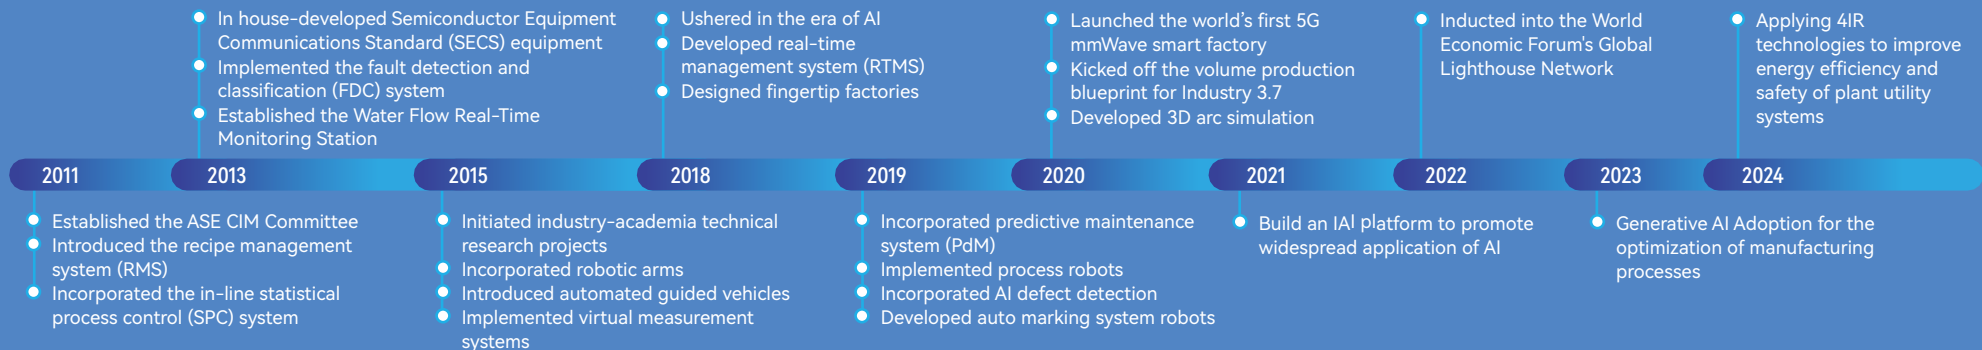 In house-developed Semiconductor Equipment
Communications Standard (SECS) equipment
Implemented the fault detection and
classification (FDC) system
Established the Water Flow Real-Time
Monitoring Station
Ushered in the era of AI
Developed real-time
management system (RTMS)
Designed fingertip factories
Launched the world's first 5G
mmWave smart factory
Kicked off the volume production
blueprint for Industry 3.7
Developed 3D arc simulation
Inducted into the World
Economic Forum's Global
Lighthouse Network
Applying 4IR
technologies to improve
energy efficiency and
safety of plant utility
systems
2011 2013 2015 2018 2019 2020 2021 2022 2023 2024
Established the ASE CIM Committee
Introduced the recipe management
system (RMS)
Incorporated the in-line statistical
process control (SPC) system
Initiated industry-academia technical
research projects
Incorporated robotic arms
Introduced automated guided vehicles
Implemented virtual measurement
systems
Incorporated predictive maintenance
system (PdM)
Implemented process robots
Incorporated AI defect detection
Developed auto marking system robots
Build an IAI platform to promote
widespread application of AI
Generative AI Adoption for the
optimization of manufacturing
processes